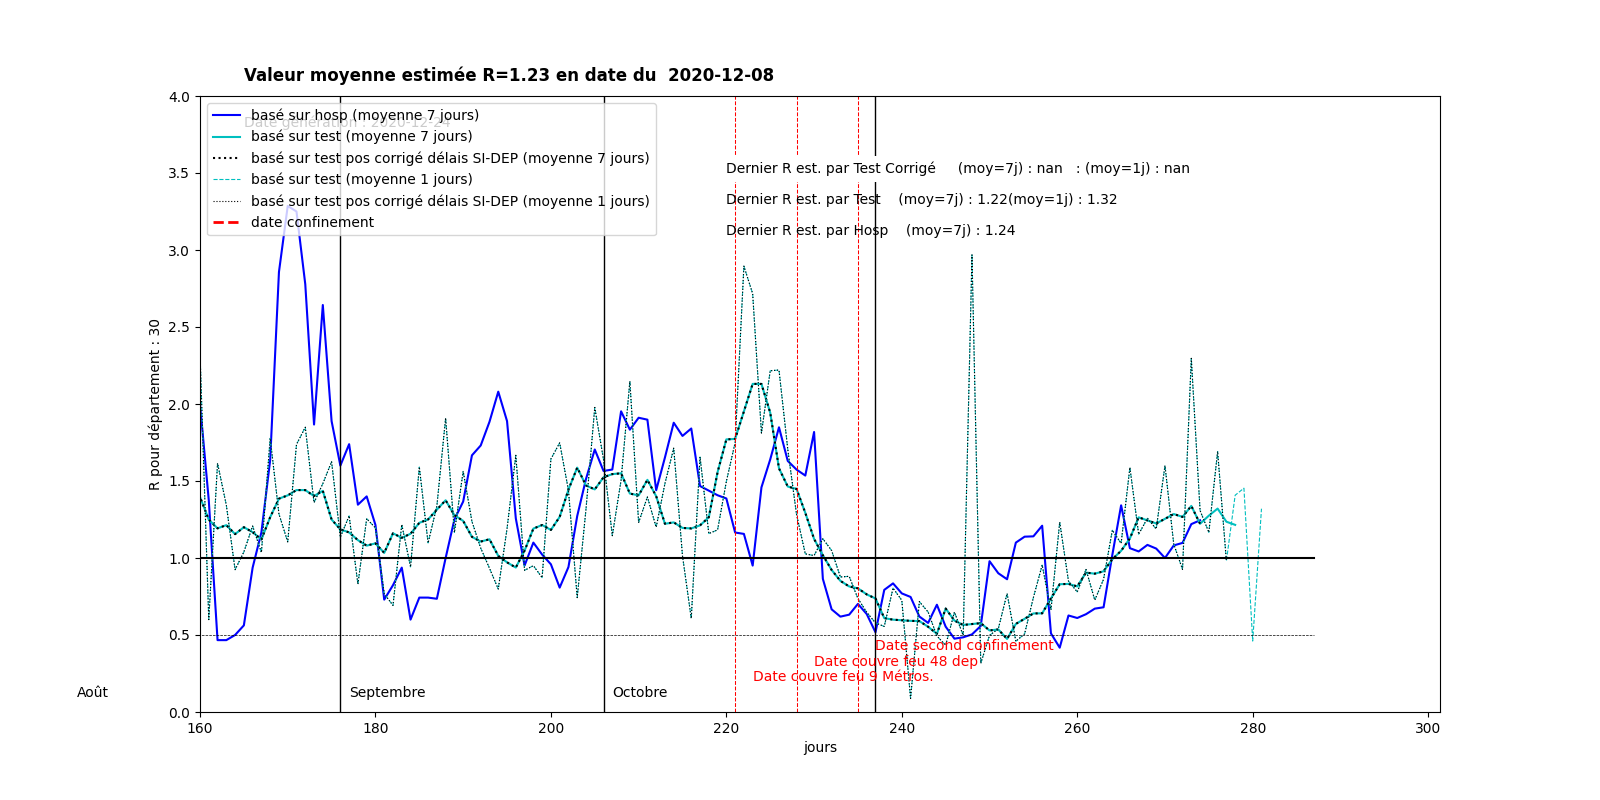 Valeur moyenne estimée R=1.23 en date du  2020-12-08
Date génération : 2020-12-24
basé sur hosp (moyenne 7 jours)
basé sur test (moyenne 7 jours)
basé sur test pos corrigé délais SI-DEP (moyenne 7 jours)
basé sur test (moyenne 1 jours)
basé sur test pos corrigé délais SI-DEP (moyenne 1 jours)
date confinement
Dernier R est. par Test Corrigé     (moy=7j) : nan   : (moy=1j) : nan
Dernier R est. par Test    (moy=7j) : 1.22(moy=1j) : 1.32
Dernier R est. par Hosp    (moy=7j) : 1.24
R pour département : 30
4.0
3.5
3.0
2.5
2.0
1.5
1.0
0.5
0.0
Date second confinement
Date couvre feu 48 dep
Date couvre feu 9 Métros.
Août
Septembre
Octobre
160 180 200 220 240 260 280 300
jours